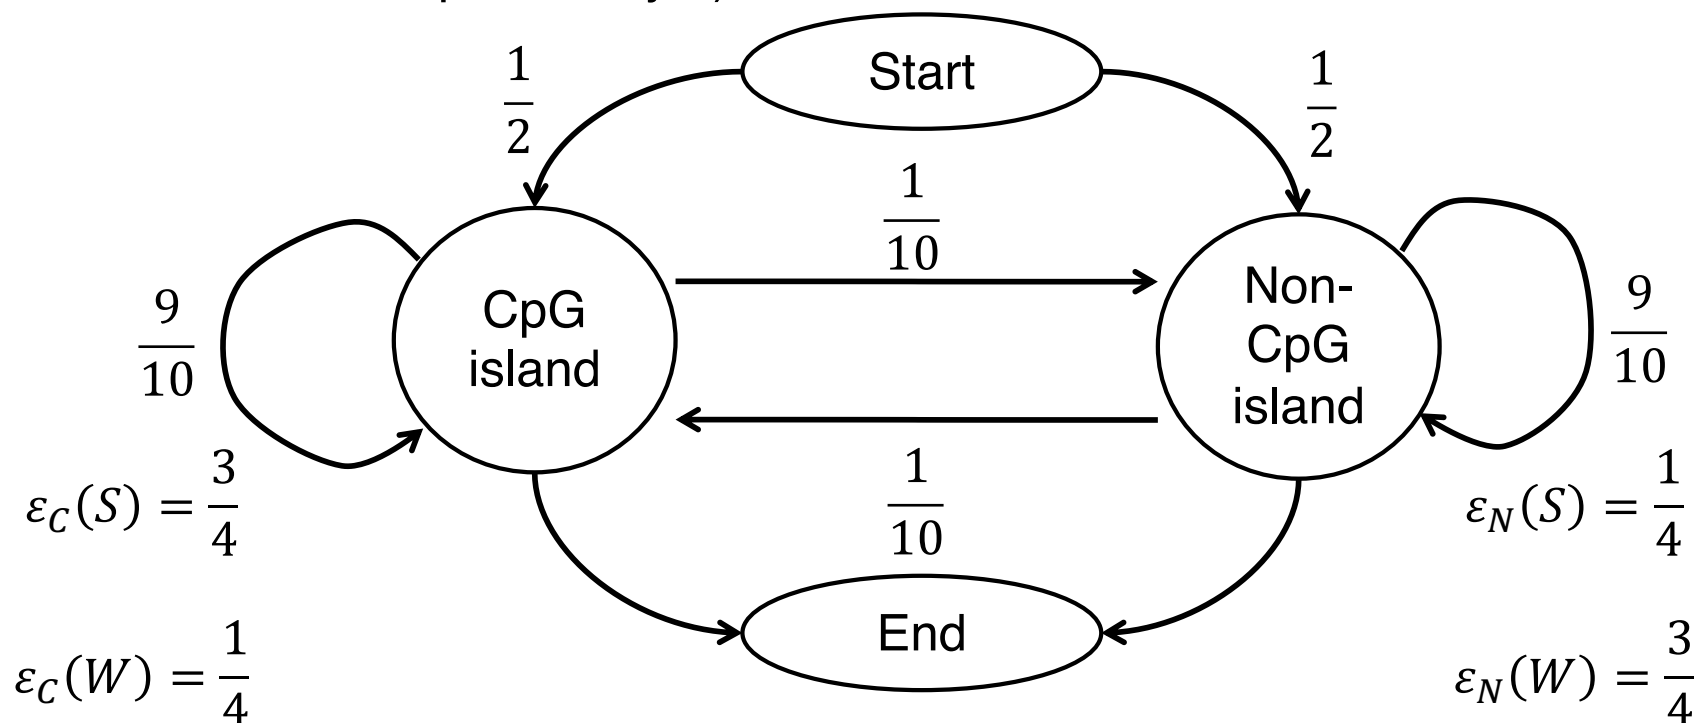 Start
1/2
1/2
1/10
CpG
island
Non-
CpG
island
9/10
9/10
1/10
ε_C(S) = 3/4
ε_N(S) = 1/4
End
ε_C(W) = 1/4
ε_N(W) = 3/4